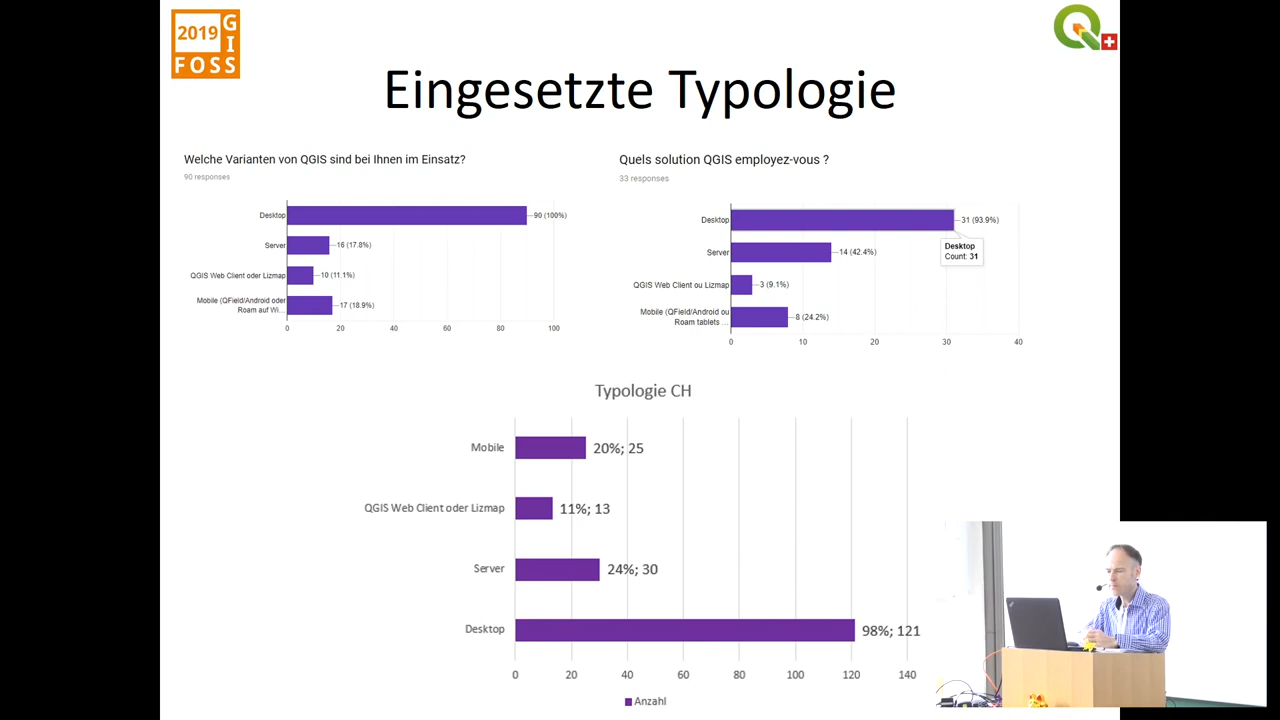 2019
G
I
FOSS
Eingesetzte Typologie
Welche Varianten von QGIS sind bei Ihnen im Einsatz?
90 responses
Desktop
90 (100%)
Server
16 (17.8%)
QGIS Web Client oder Lizmap
10 (11.1%)
Mobile (QField/Android oder
Roam auf Wi...
17 (18.9%)
0 20 40 60 80 100
Quels solution QGIS employez-vous ?
33 responses
Desktop
31 (93.9%)
Server
14 (42.4%)
Desktop
Count: 31
QGIS Web Client ou Lizmap
3 (9.1%)
Mobile (QField/Android ou
Roam tablets ...
8 (24.2%)
0 10 20 30 40
Typologie CH
Mobile
20%; 25
QGIS Web Client oder Lizmap
11%; 13
Server
24%; 30
Desktop
98%; 121
0 20 40 60 80 100 120 140
Anzahl